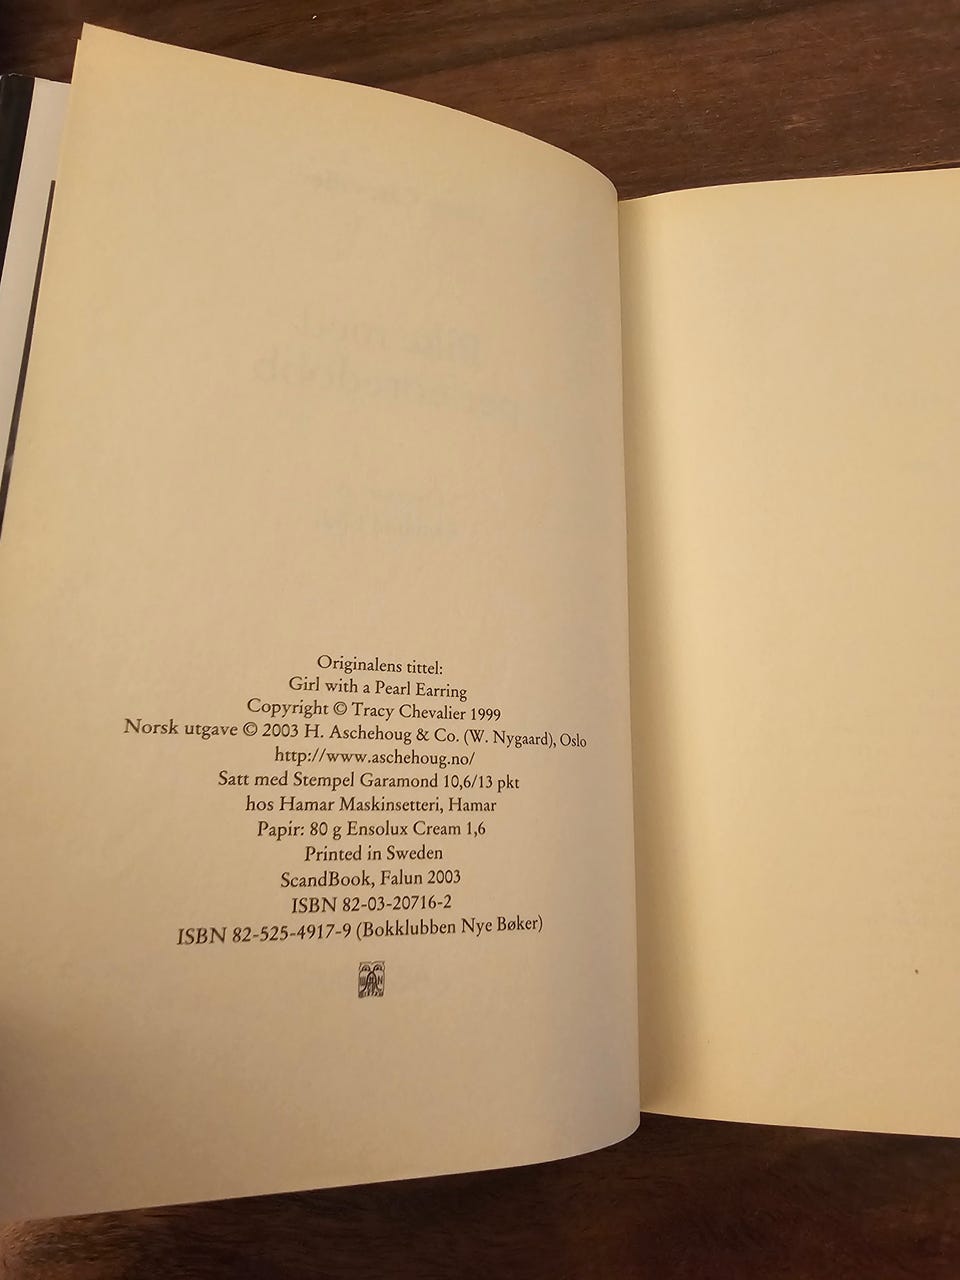 Originalens tittel:
Girl with a Pearl Earring
Copyright © Tracy Chevalier 1999
Norsk utgave © 2003 H. Aschehoug & Co. (W. Nygaard), Oslo
http://www.aschehoug.no/
Satt med Stempel Garamond 10,6/13 pkt
hos Hamar Maskinsetteri, Hamar
Papir: 80 g Ensolux Cream 1,6
Printed in Sweden
ScandBook, Falun 2003
ISBN 82-03-20716-2
ISBN 82-525-4917-9 (Bokklubben Nye Bøker)